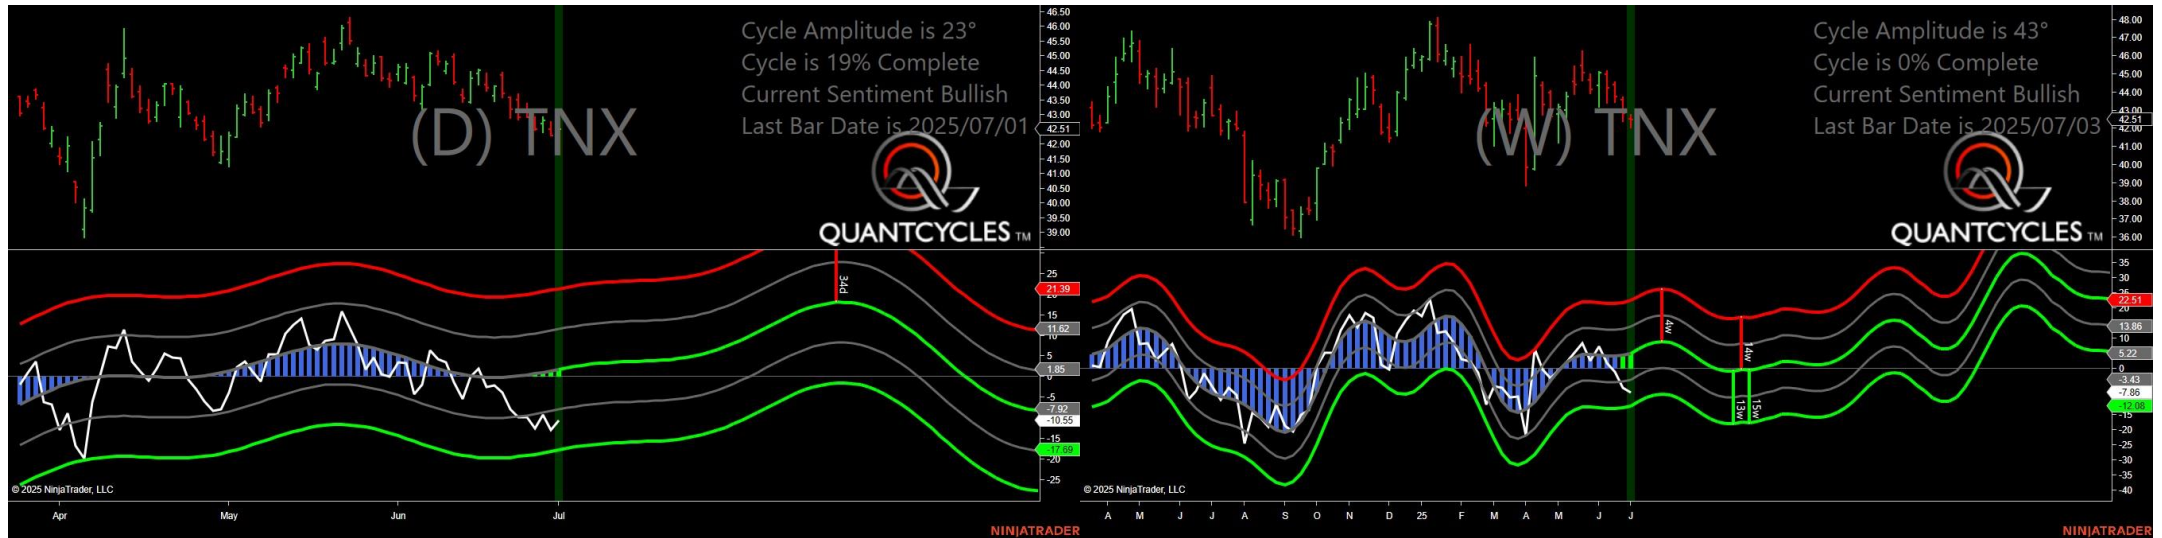 Cycle Amplitude is 23°
Cycle is 19% Complete
Current Sentiment Bullish
Last Bar Date is 2025/07/01
(D) TNX
QUANTCYCLES TM
46.50
46.00
45.50
45.00
44.50
44.00
43.50
43.00
42.51
42.00
41.50
41.00
40.50
40.00
39.50
39.00
34d
25
21.39
20
15
11.62
10
5
1.85
0
-5
-7.92
-10.55
-15
-17.69
-20
-25
© 2025 NinjaTrader, LLC
Apr May Jun Jul
NINJATRADER
Cycle Amplitude is 43°
Cycle is 0% Complete
Current Sentiment Bullish
Last Bar Date is 2025/07/03
(W) TNX
QUANTCYCLES TM
48.00
47.00
46.00
45.00
44.00
43.00
42.51
42.00
41.00
40.00
39.00
38.00
37.00
36.00
4w
14w
13w
15w
35
30
25
22.51
20
13.86
10
5.22
0
-3.43
-7.86
-12.08
-15
-20
-25
-30
-35
-40
© 2025 NinjaTrader, LLC
A M J J A S O N D 25 F M A M J J
NINJATRADER